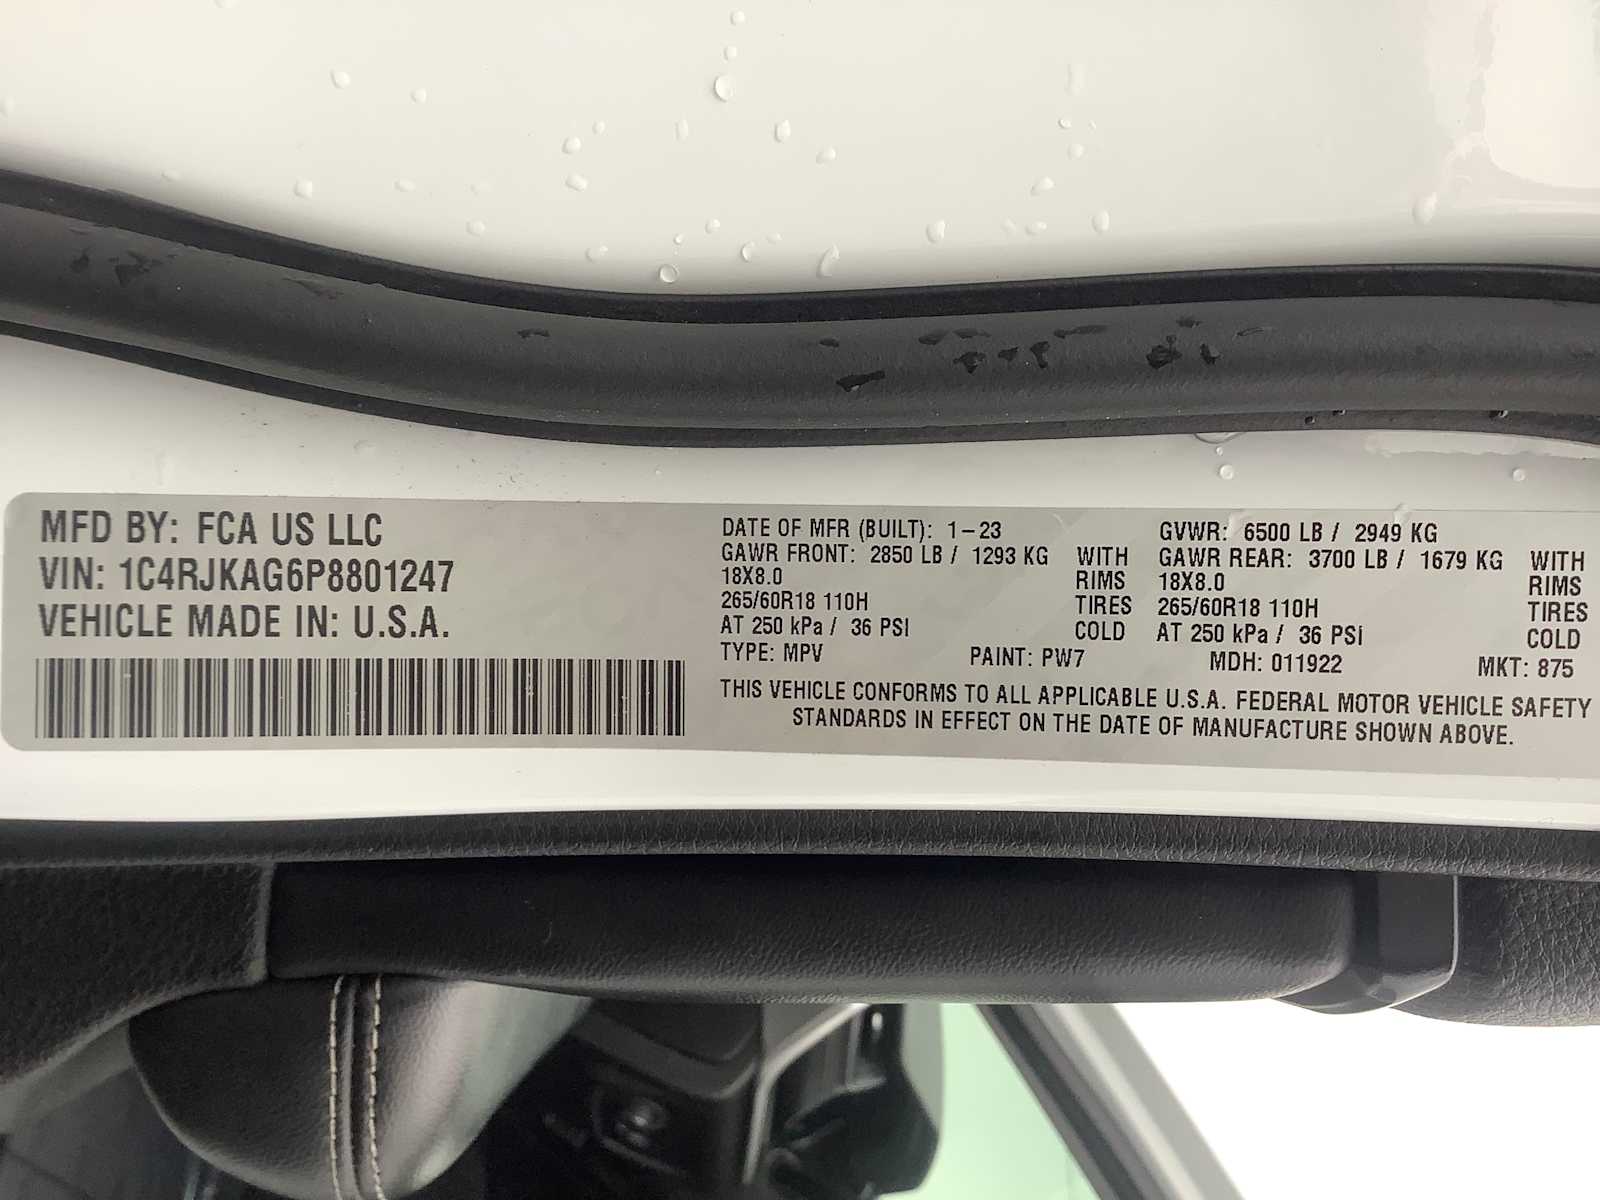 MFD BY: FCA US LLC
VIN: 1C4RJKAG6P8801247
VEHICLE MADE IN: U.S.A.
DATE OF MFR (BUILT): 1-23 GVWR: 6500 LB / 2949 KG
GAWR FRONT: 2850 LB / 1293 KG WITH GAWR REAR: 3700 LB / 1679 KG WITH
18X8.0 RIMS 18X8.0 RIMS
265/60R18 110H TIRES 265/60R18 110H TIRES
AT 250 kPa / 36 PSI COLD AT 250 kPa / 36 PSI COLD
TYPE: MPV PAINT: PW7 MDH: 011922 MKT: 875
THIS VEHICLE CONFORMS TO ALL APPLICABLE U.S.A. FEDERAL MOTOR VEHICLE SAFETY
STANDARDS IN EFFECT ON THE DATE OF MANUFACTURE SHOWN ABOVE.